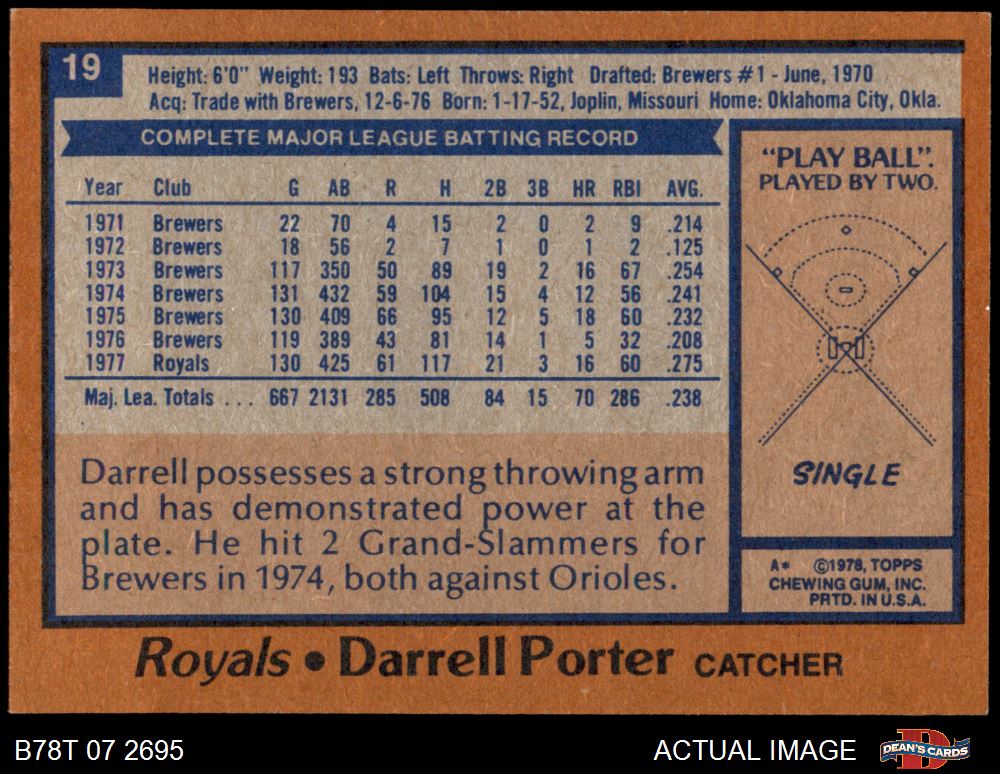 19
Height: 6'0" Weight: 193 Bats: Left Throws: Right Drafted: Brewers #1 - June, 1970
Acq: Trade with Brewers, 12-6-76 Born: 1-17-52, Joplin, Missouri Home: Oklahoma City, Okla.
COMPLETE MAJOR LEAGUE BATTING RECORD
Year Club G AB R H 2B 3B HR RBI AVG.
1971 Brewers 22 70 4 15 2 0 2 9 .214
1972 Brewers 18 56 2 7 1 0 1 2 .125
1973 Brewers 117 350 50 89 19 2 16 67 .254
1974 Brewers 131 432 59 104 15 4 12 56 .241
1975 Brewers 130 409 66 95 12 5 18 60 .232
1976 Brewers 119 389 43 81 14 1 5 32 .208
1977 Royals 130 425 61 117 21 3 16 60 .275
Maj. Lea. Totals ... 667 2131 285 508 84 15 70 286 .238
Darrell possesses a strong throwing arm
and has demonstrated power at the
plate. He hit 2 Grand-Slammers for
Brewers in 1974, both against Orioles.
"PLAY BALL".
PLAYED BY TWO.
SINGLE
A* ©1978, TOPPS
CHEWING GUM, INC.
PRTD. IN U.S.A.
Royals • Darrell Porter CATCHER
B78T 07 2695
ACTUAL IMAGE
DEAN'S CARDS